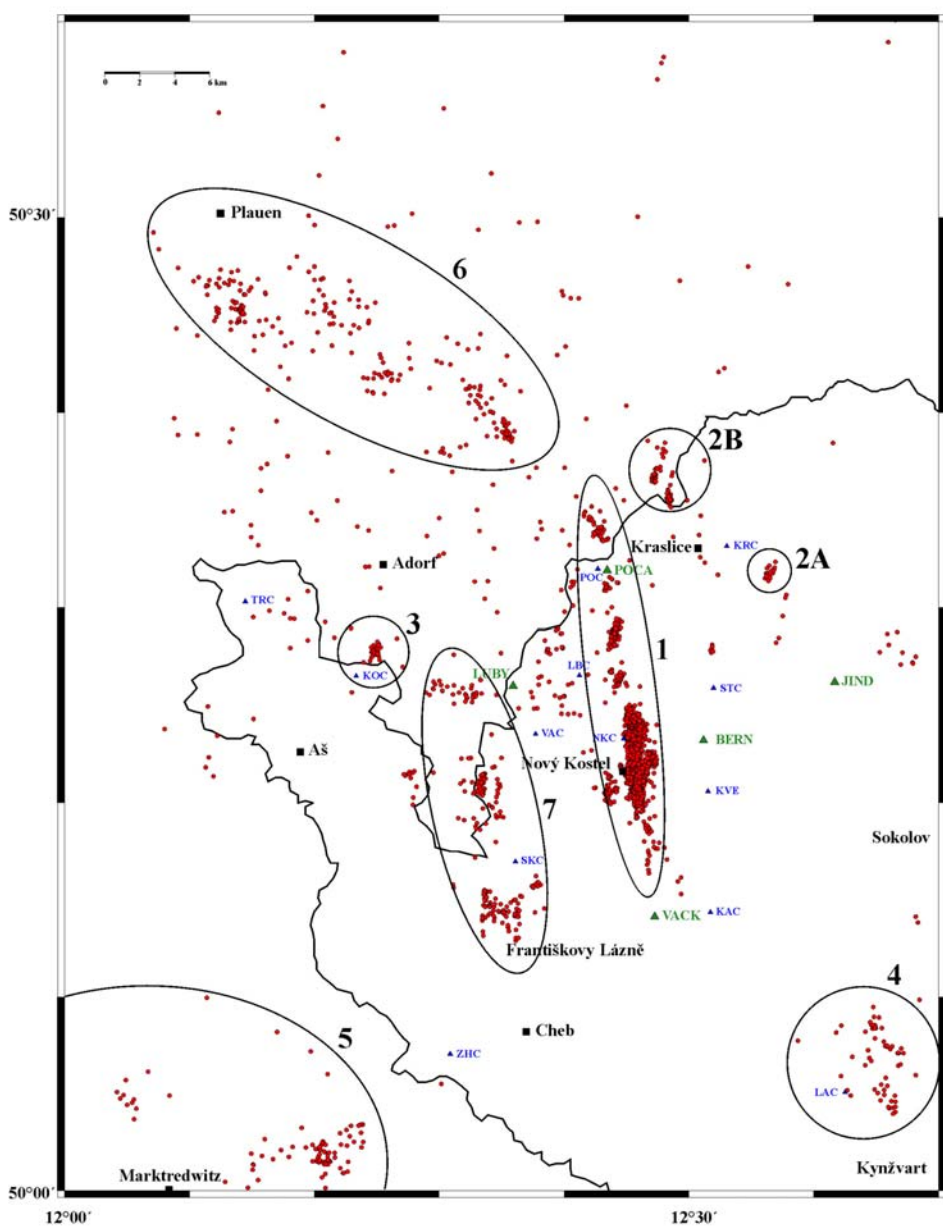 0 2 4 6 km
50°30´
Plauen
6
2B
Kraslice
KRC
2A
Adorf
POC
POCA
TRC
3
1
KOC
LUBY
LBC
STC
JIND
VAC
NKC
BERN
Aš
Nový Kostel
KVE
7
Sokolov
SKC
VACK
KAC
Františkovy Lázně
4
5
Cheb
ZHC
LAC
Marktredwitz
Kynžvart
50°00´
12°00´
12°30´